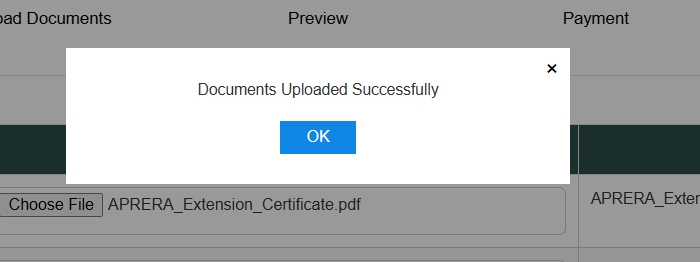 oad Documents Preview Payment
×
Documents Uploaded Successfully
OK
Choose File APRERA_Extension_Certificate.pdf
APRERA_Exten